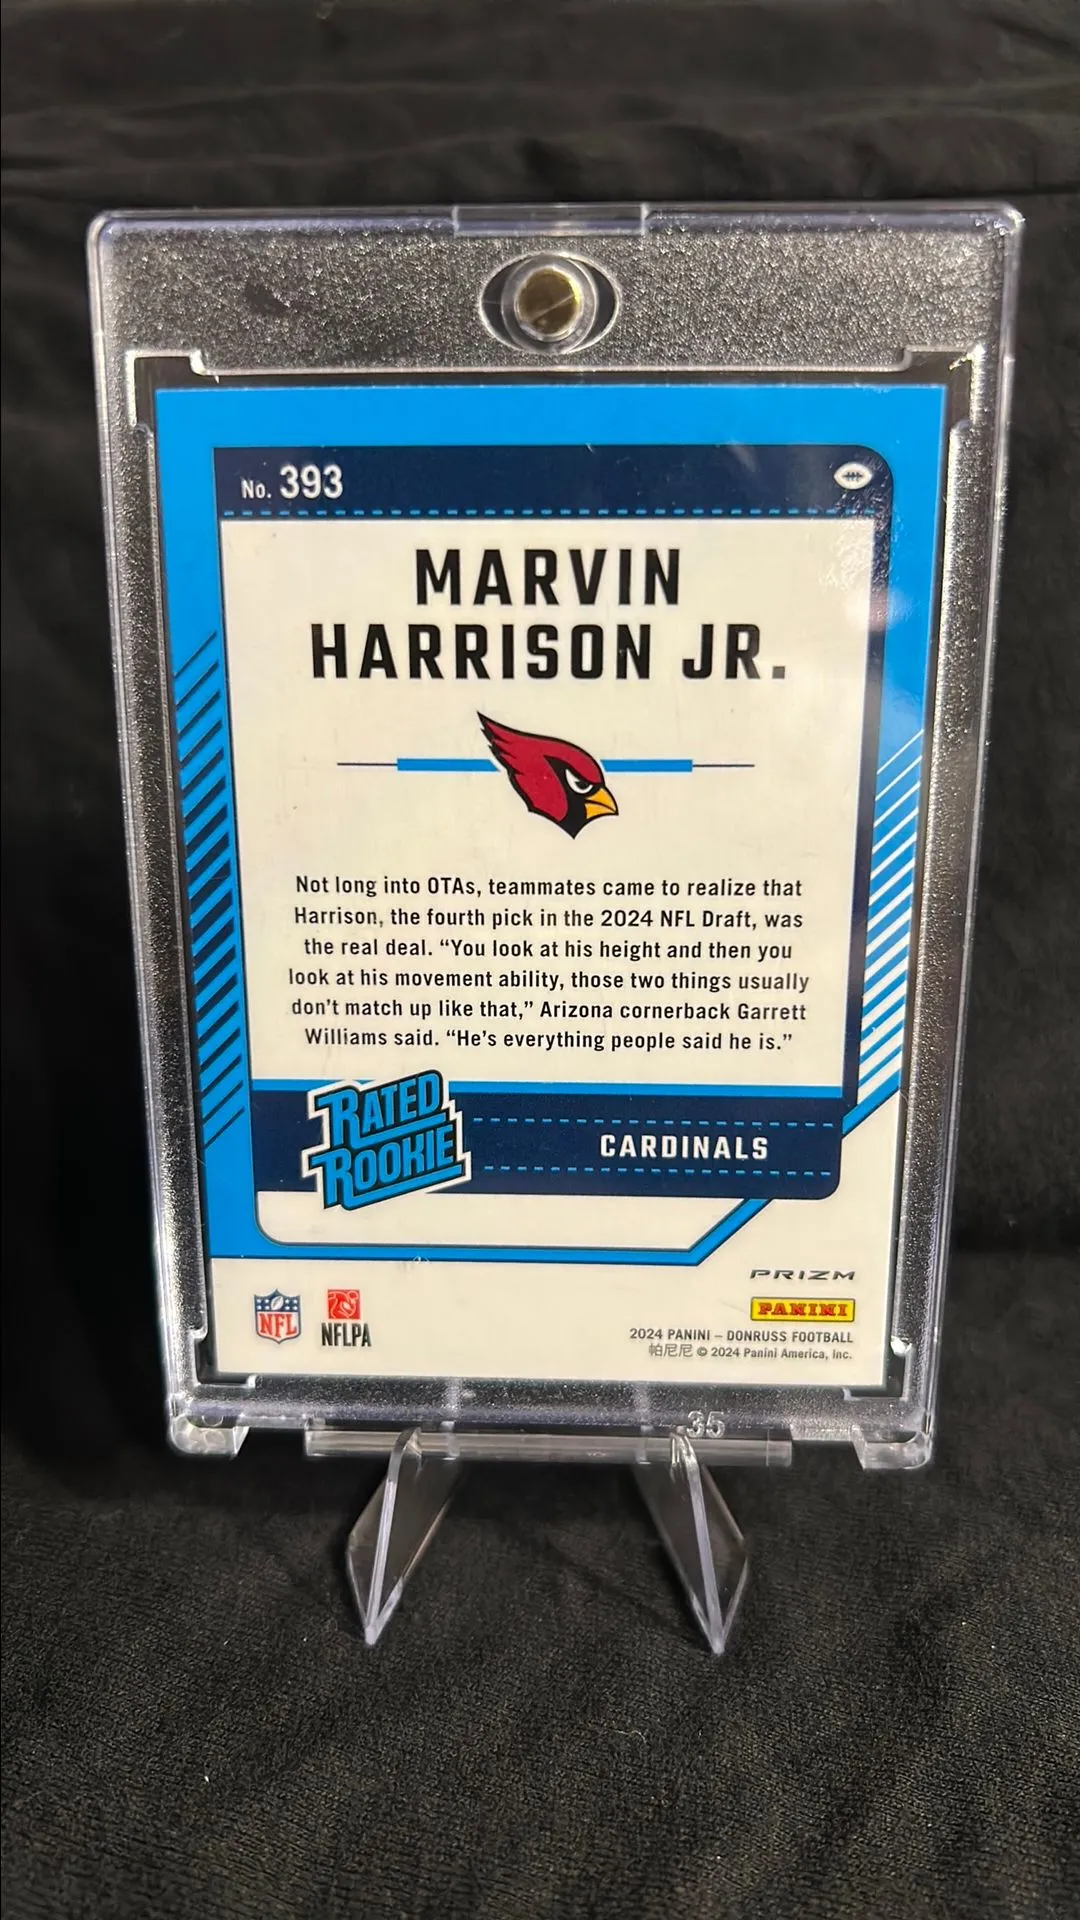 No. 393
MARVIN
HARRISON JR.
Not long into OTAs, teammates came to realize that
Harrison, the fourth pick in the 2024 NFL Draft, was
the real deal. “You look at his height and then you
look at his movement ability, those two things usually
don’t match up like that,” Arizona cornerback Garrett
Williams said. “He’s everything people said he is.”
RATED
ROOKIE
CARDINALS
PRIZM
NFL
NFLPA
PANINI
2024 PANINI – DONRUSS FOOTBALL
帕尼尼 © 2024 Panini America, Inc.
35